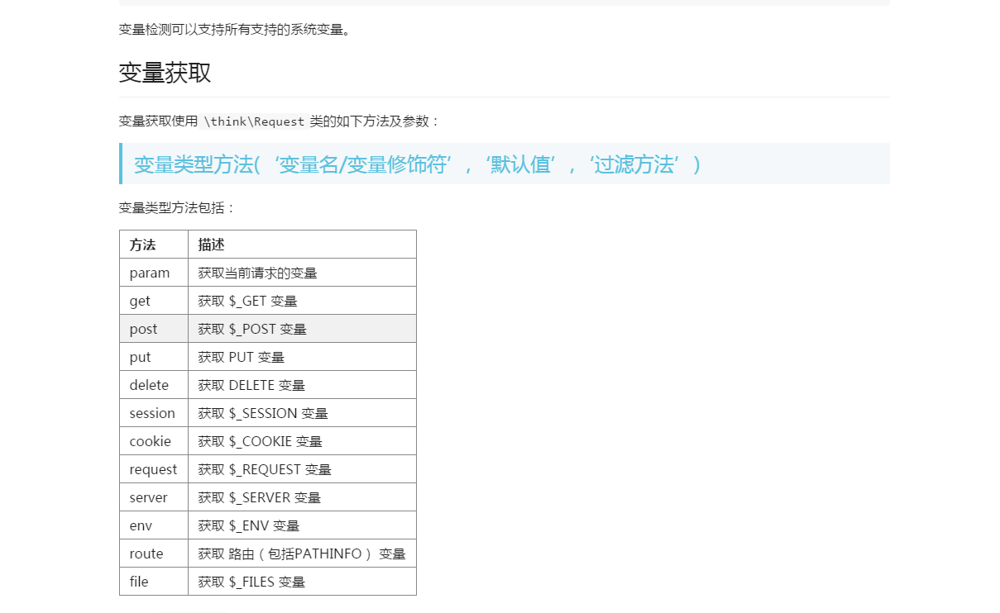 变量检测可以支持所有支持的系统变量。
变量获取
变量获取使用 \think\Request 类的如下方法及参数：
变量类型方法(‘变量名/变量修饰符’,‘默认值’,‘过滤方法’)
变量类型方法包括：
方法 描述
param 获取当前请求的变量
get 获取 $_GET 变量
post 获取 $_POST 变量
put 获取 PUT 变量
delete 获取 DELETE 变量
session 获取 $_SESSION 变量
cookie 获取 $_COOKIE 变量
request 获取 $_REQUEST 变量
server 获取 $_SERVER 变量
env 获取 $_ENV 变量
route 获取 路由（包括PATHINFO） 变量
file 获取 $_FILES 变量